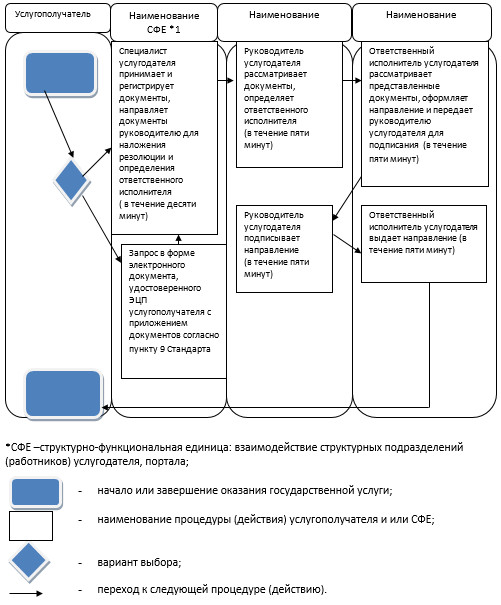 Услугополучатель
Наименование
СФЕ *1
Наименование
Наименование
Специалист
услугодателя
принимает и
регистрирует
документы,
направляет
документы
руководителю для
наложения
резолюции и
определения
ответственного
исполнителя
( в течение десяти
минут)
Руководитель
услугодателя
рассматривает
документы,
определяет
ответственного
исполнителя
(в течение пяти
минут)
Ответственный
исполнитель услугодателя
рассматривает
представленные
документы, оформляет
направление и передает
руководителю
услугодателя для
подписания (в течение
пяти минут)
Запрос в форме
электронного
документа,
удостоверенного
ЭЦП
услугополучателя с
приложением
документов согласно
пункту 9 Стандарта
Руководитель
услугодателя
подписывает
направление
(в течение пяти
минут)
Ответственный
исполнитель услугодателя
выдает направление (в
течение пяти минут)
*СФЕ –структурно-функциональная единица: взаимодействие структурных подразделений
(работников) услугодателя, портала;
- начало или завершение оказания государственной услуги;
- наименование процедуры (действия) услугополучателя и или СФЕ;
- вариант выбора;
- переход к следующей процедуре (действию).